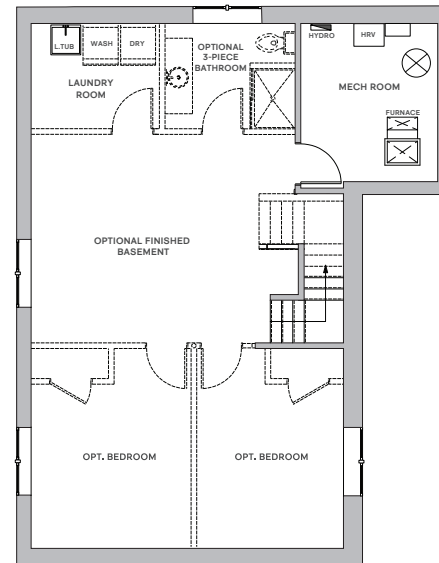 HYDRO
HRV
L.TUB
WASH
DRY
OPTIONAL
3-PIECE
BATHROOM
LAUNDRY
ROOM
MECH ROOM
FURNACE
OPTIONAL FINISHED
BASEMENT
OPT. BEDROOM
OPT. BEDROOM